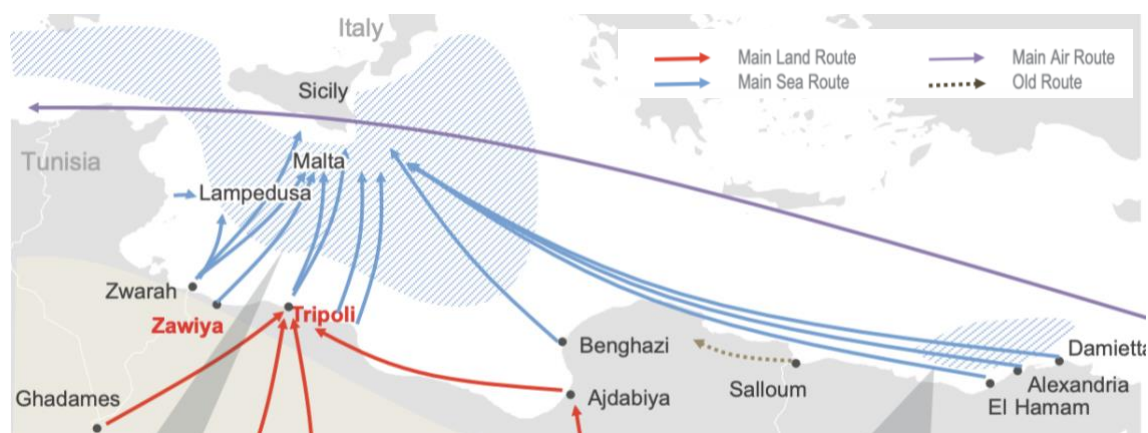 Italy
Main Land Route
Main Air Route
Main Sea Route
Old Route
Sicily
Tunisia
Malta
Lampedusa
Zwarah
Zawiya
Tripoli
Benghazi
Damietta
Salloum
Alexandria
Ghadames
Ajdabiya
El Hamam